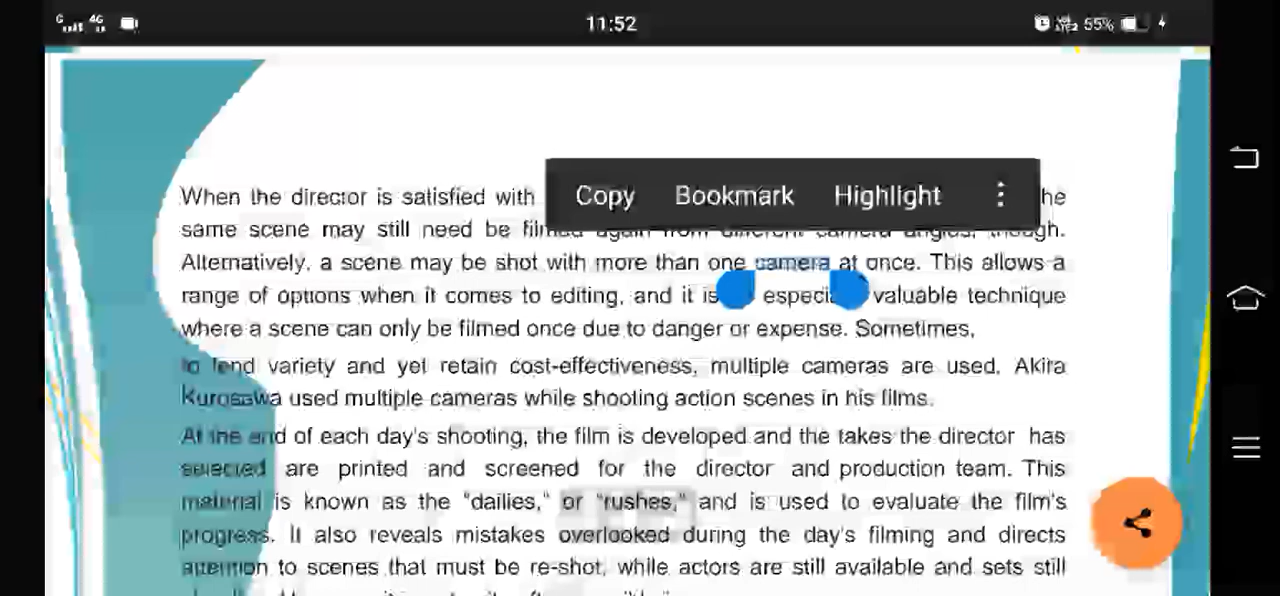 11:52
55%
Copy Bookmark Highlight
When the director is satisfied with he
same scene may still need be filmed again from different camera angles, though.
Alternatively, a scene may be shot with more than one camera at once. This allows a
range of options when it comes to editing, and it is especia valuable technique
where a scene can only be filmed once due to danger or expense. Sometimes,
to lend variety and yet retain cost-effectiveness, multiple cameras are used. Akira
Kurosawa used multiple cameras while shooting action scenes in his films.
At the end of each day's shooting, the film is developed and the takes the director has
selected are printed and screened for the director and production team. This
material is known as the "dailies," or "rushes," and is used to evaluate the film's
progress. It also reveals mistakes overlooked during the day's filming and directs
attention to scenes that must be re-shot, while actors are still available and sets still